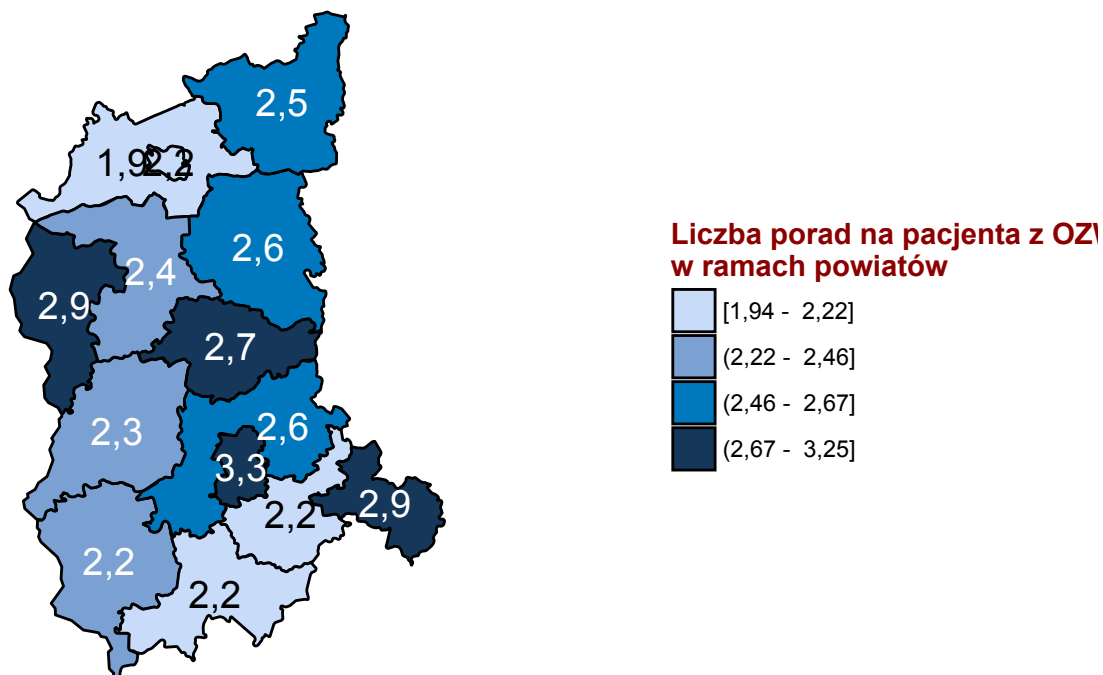 2,5
1,9
2,6
2,4
2,9
2,7
2,3
2,6
3,3
2,9
2,2
2,2
2,2
Liczba porad na pacjenta z OZW
w ramach powiatów
[1,94 - 2,22]
(2,22 - 2,46]
(2,46 - 2,67]
(2,67 - 3,25]